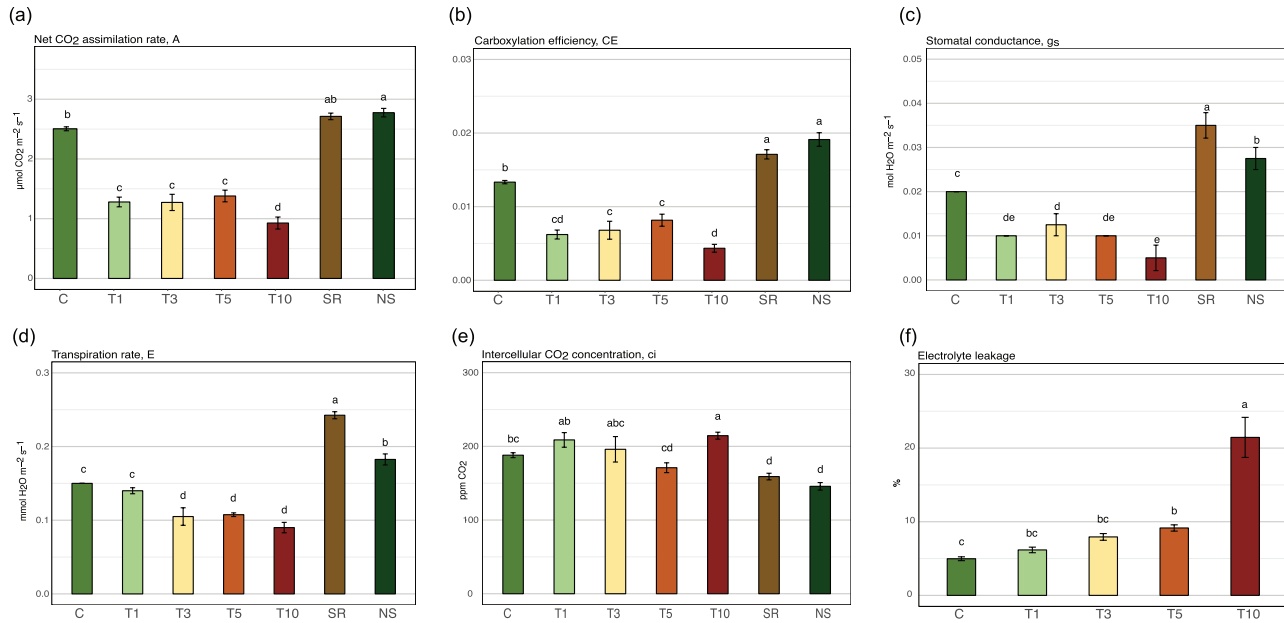 (a)
Net CO2 assimilation rate, A
μmol CO2 m−2 s−1
3
2
1
0
b
c
c
c
d
ab
a
C T1 T3 T5 T10 SR NS
(b)
Carboxylation efficiency, CE
0.03
0.02
0.01
0.00
b
cd
c
c
d
a
a
C T1 T3 T5 T10 SR NS
(c)
Stomatal conductance, gs
mol H2O m−2 s−1
0.05
0.04
0.03
0.02
0.01
0.00
c
de
d
de
e
a
b
C T1 T3 T5 T10 SR NS
(d)
Transpiration rate, E
mmol H2O m−2 s−1
0.3
0.2
0.1
0.0
c
c
d
d
d
a
b
C T1 T3 T5 T10 SR NS
(e)
Intercellular CO2 concentration, ci
ppm CO2
300
200
100
0
bc
ab
abc
cd
a
d
d
C T1 T3 T5 T10 SR NS
(f)
Electrolyte leakage
%
30
20
10
0
c
bc
bc
b
a
C T1 T3 T5 T10